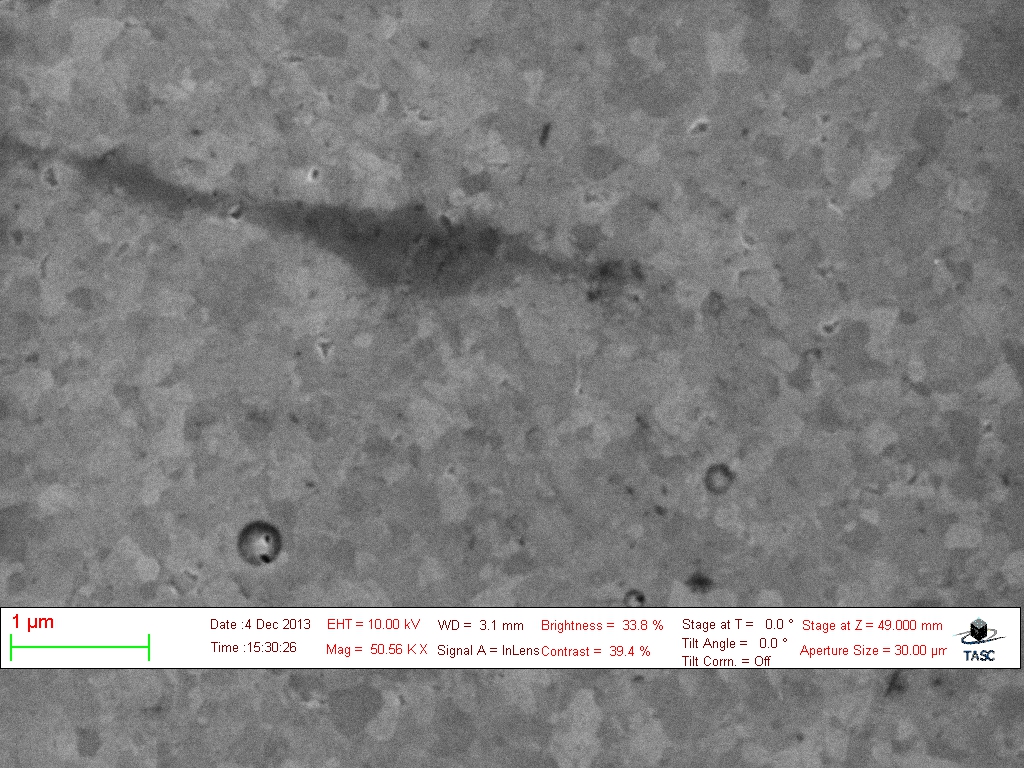 1 µm
Date :4 Dec 2013 EHT = 10.00 kV WD = 3.1 mm Brightness = 33.8 % Stage at T = 0.0 ° Stage at Z = 49.000 mm
Time :15:30:26 Mag = 50.56 K X Signal A = InLens Contrast = 39.4 % Tilt Angle = 0.0 ° Aperture Size = 30.00 µm
Tilt Corrn. = Off
TASC